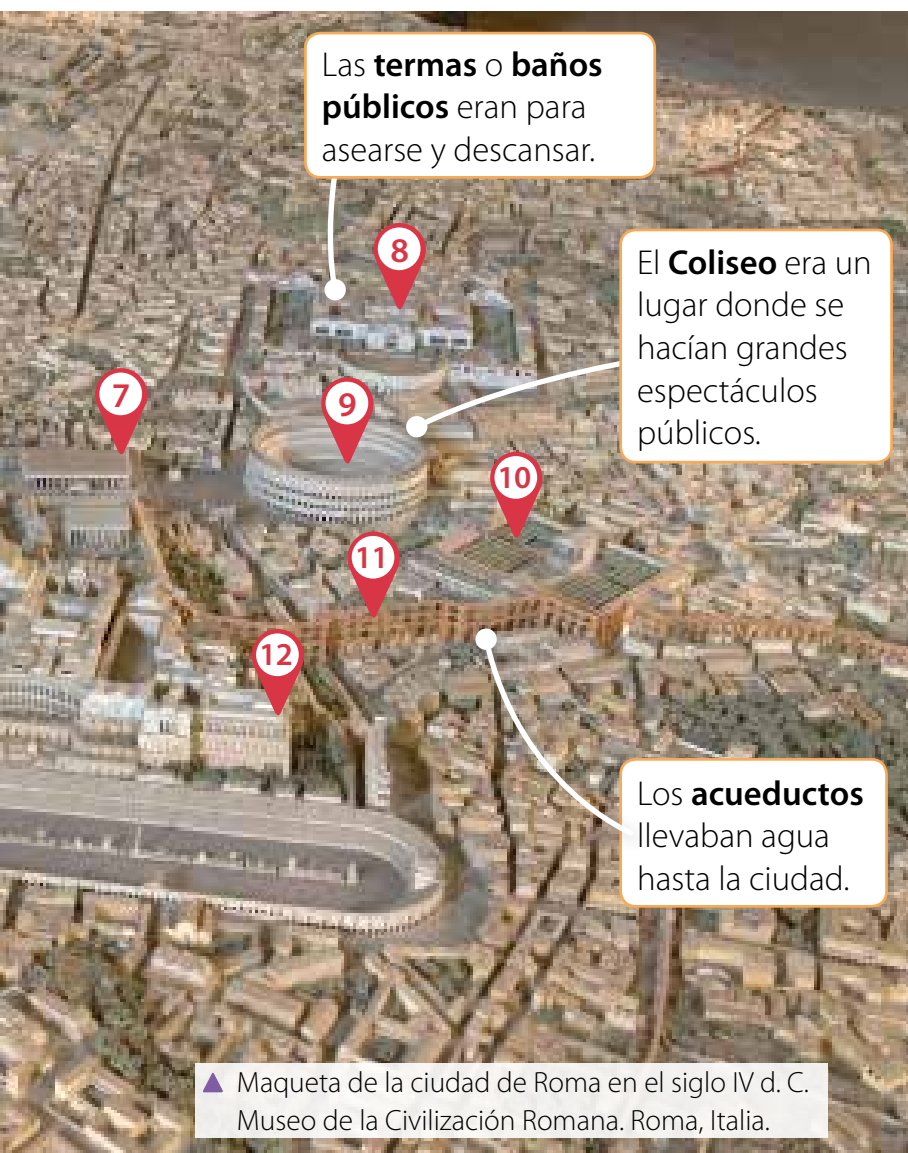 Las termas o baños
públicos eran para
asearse y descansar.
8
El Coliseo era un
lugar donde se
hacían grandes
espectáculos
públicos.
7
9
10
11
12
Los acueductos
llevaban agua
hasta la ciudad.
▲ Maqueta de la ciudad de Roma en el siglo IV d. C.
Museo de la Civilización Romana. Roma, Italia.